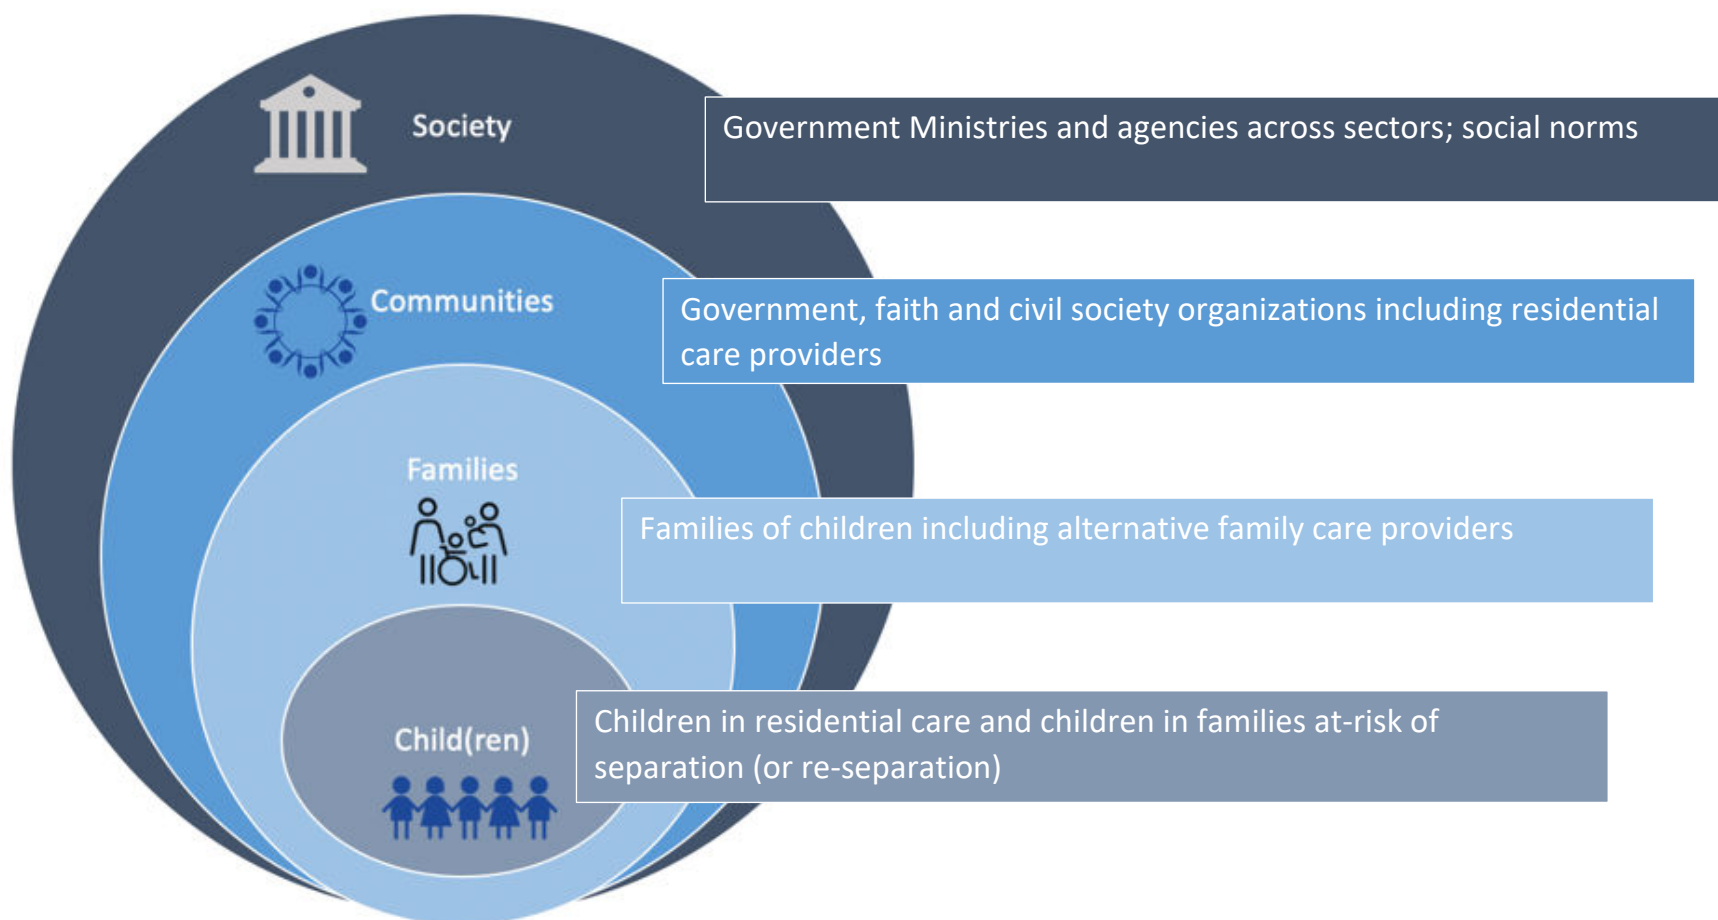 Society
Government Ministries and agencies across sectors; social norms
Communities
Government, faith and civil society organizations including residential
care providers
Families
Families of children including alternative family care providers
Child(ren)
Children in residential care and children in families at-risk of
separation (or re-separation)